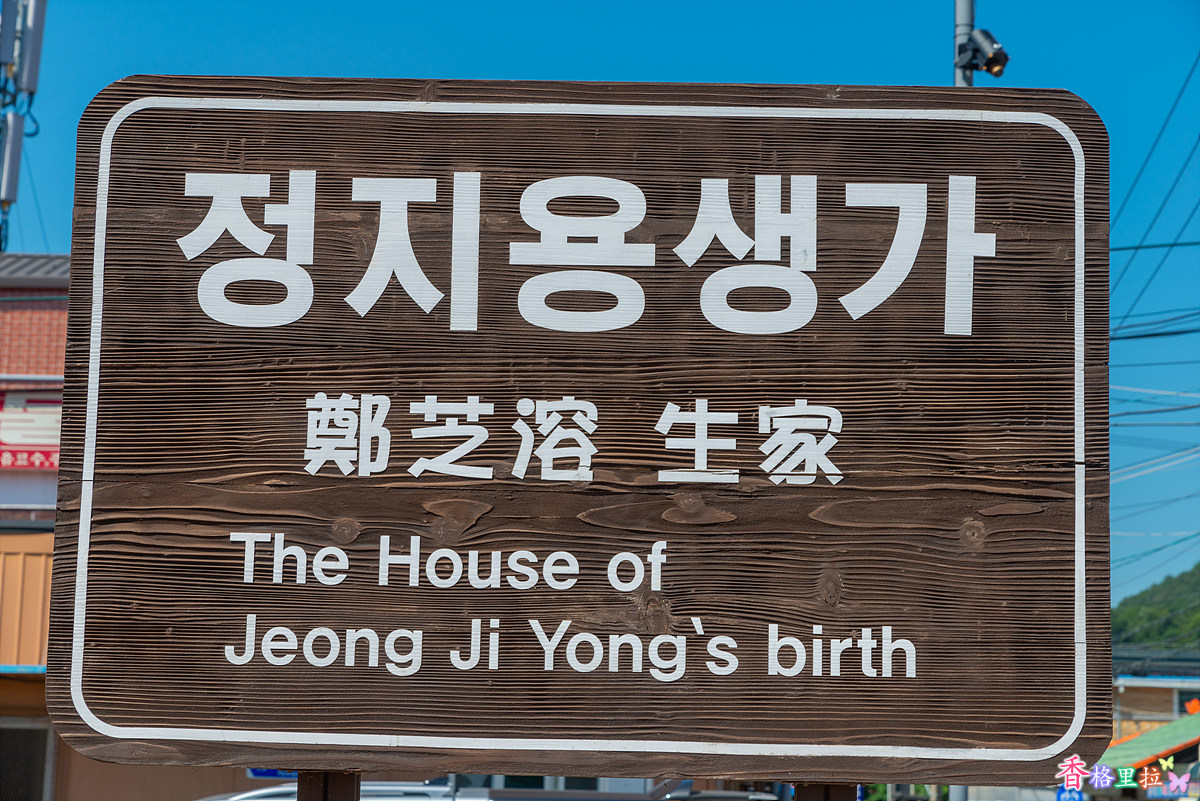 정지용생가
鄭芝溶 生家
The House of
Jeong Ji Yong`s birth
香格里拉